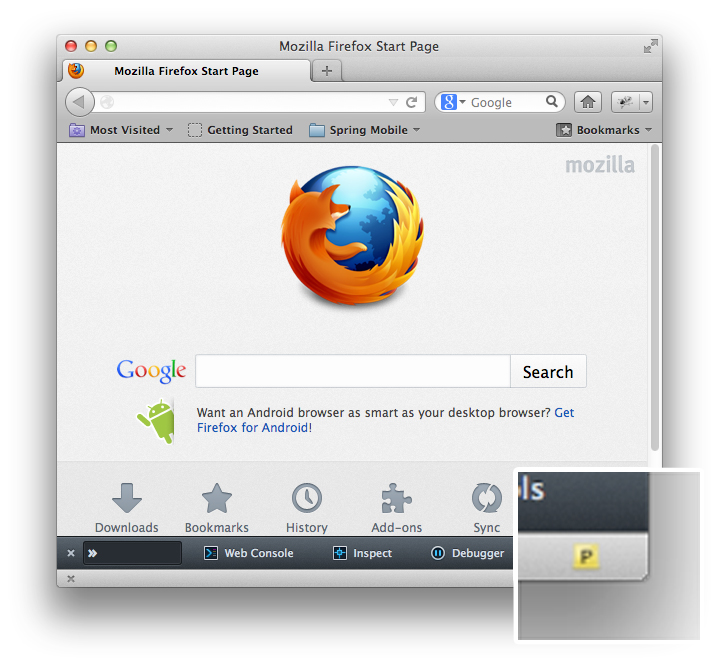 Mozilla Firefox Start Page
Mozilla Firefox Start Page
Google
Most Visited Getting Started Spring Mobile Bookmarks
mozilla
Google Search
Want an Android browser as smart as your desktop browser? Get
Firefox for Android!
Downloads Bookmarks History Add-ons Sync
Web Console Inspect Debugger
ols
P